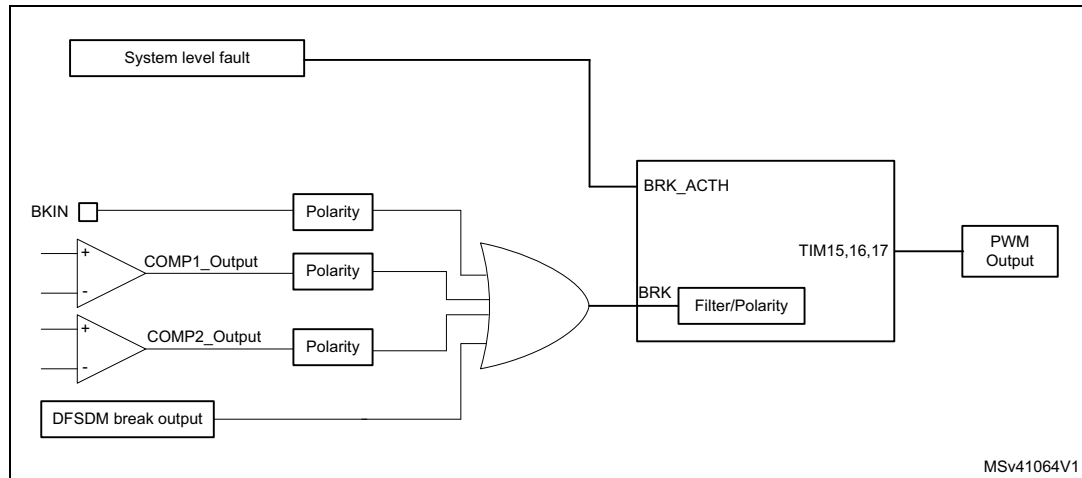 System level fault
BRK_ACTH
BKIN
Polarity
TIM15,16,17
PWM
Output
+
-
COMP1_Output
Polarity
BRK
Filter/Polarity
+
-
COMP2_Output
Polarity
DFSDM break output
MSv41064V1